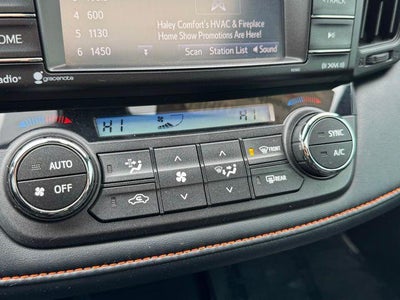 4 600
5 1130
6 1450
Haley Comfort's HVAC & Fireplace
Home Show Promotions Are Here!
Scan Station List Sound
HOME
TRACK
gracenote
HI
HI
AUTO
OFF
FRONT
REAR
SYNC
A/C